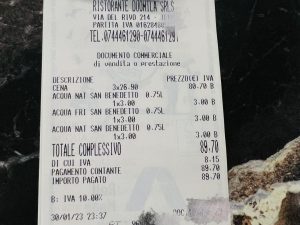 RISTORANTE DOOMILA SRLS
VIA DEL RIVO 214 -
PARTITA IVA
TEL.0744461290-0744461291
DOCUMENTO COMMERCIALE
di vendita o prestazione
DESCRIZIONE PREZZO(€) IVA
CENA 3x26.90 80.70 B
ACQUA NAT SAN BENEDETTO 0.75L
1x3.00 3.00 B
ACQUA FRI SAN BENEDETTO 0.75L
1x3.00 3.00 B
ACQUA NAT SAN BENEDETTO 0.75L
1x3.00 3.00 B
TOTALE COMPLESSIVO 89.70
DI CUI IVA 8.15
PAGAMENTO CONTANTE 89.70
IMPORTO PAGATO 89.70
B: IVA 10.00%
30/01/23 23:37 DOC